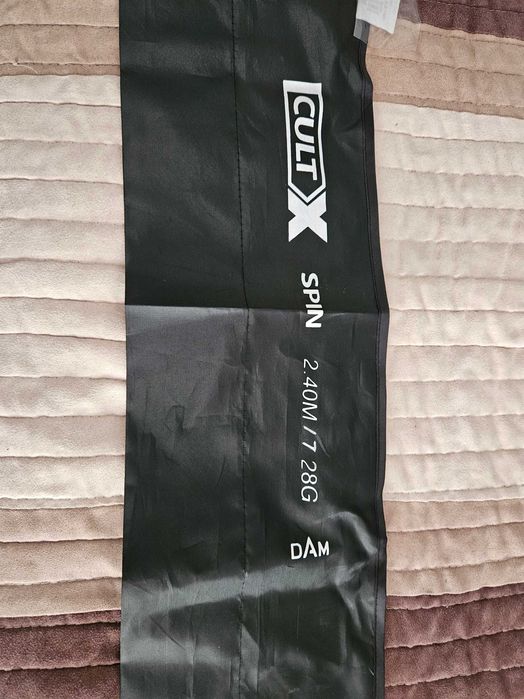 CULT X
SPIN
2.40M / 7 28G
DAM